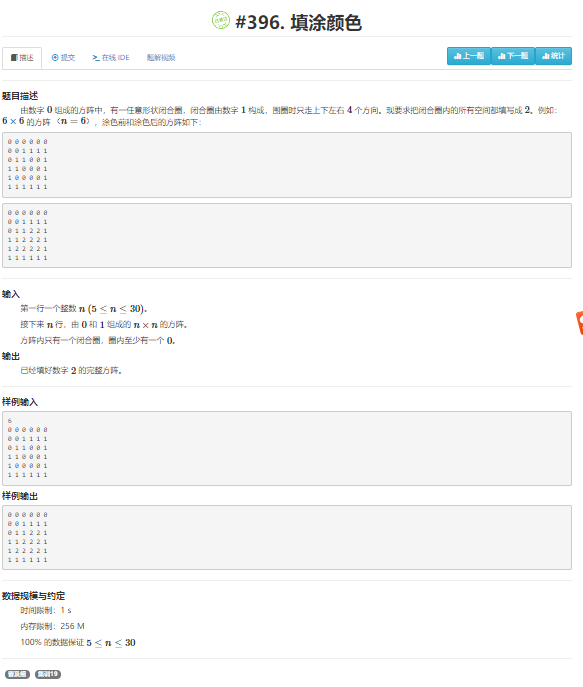 #396. 填涂颜色
描述 提交 在线 IDE 题解视频 上一题 下一题 统计
题目描述
由数字 0 组成的方阵中，有一任意形状闭合圈，闭合圈由数字 1 构成，围圈时只走上下左右 4 个方向。现要求把闭合圈内的所有空间都填写成 2。例如：
6 × 6 的方阵（n = 6），涂色前和涂色后的方阵如下：
0 0 0 0 0 0
0 0 1 1 1 1
0 1 1 0 0 1
1 1 0 0 0 1
1 0 0 0 0 1
1 1 1 1 1 1
0 0 0 0 0 0
0 0 1 1 1 1
0 1 1 2 2 1
1 1 2 2 2 1
1 2 2 2 2 1
1 1 1 1 1 1
输入
第一行一个整数 n (5 ≤ n ≤ 30)。
接下来 n 行，由 0 和 1 组成的 n × n 的方阵。
方阵内只有一个闭合圈，圈内至少有一个 0。
输出
已经填好数字 2 的完整方阵。
样例输入
6
0 0 0 0 0 0
0 0 1 1 1 1
0 1 1 0 0 1
1 1 0 0 0 1
1 0 0 0 0 1
1 1 1 1 1 1
样例输出
0 0 0 0 0 0
0 0 1 1 1 1
0 1 1 2 2 1
1 1 2 2 2 1
1 2 2 2 2 1
1 1 1 1 1 1
数据规模与约定
时间限制：1 s
内存限制：256 M
100% 的数据保证 5 ≤ n ≤ 30